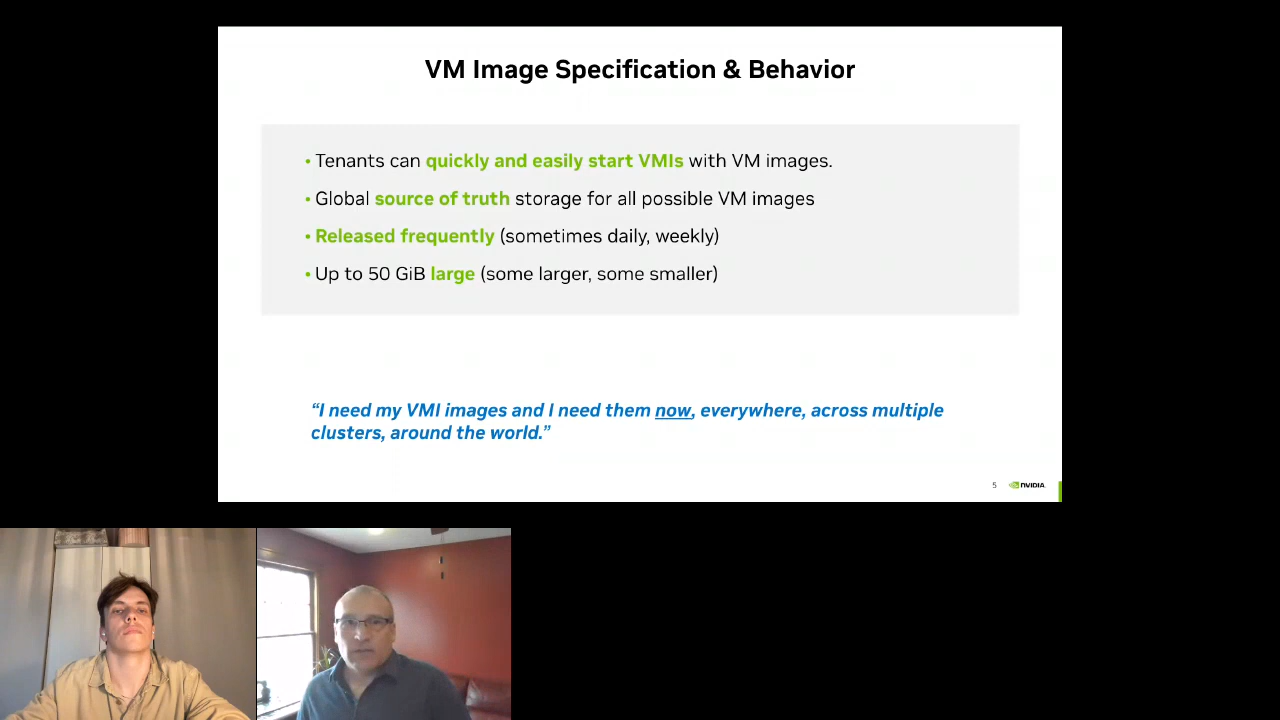 VM Image Specification & Behavior
• Tenants can quickly and easily start VMIs with VM images.
• Global source of truth storage for all possible VM images
• Released frequently (sometimes daily, weekly)
• Up to 50 GiB large (some larger, some smaller)
“I need my VMI images and I need them now, everywhere, across multiple
clusters, around the world.”
5 NVIDIA